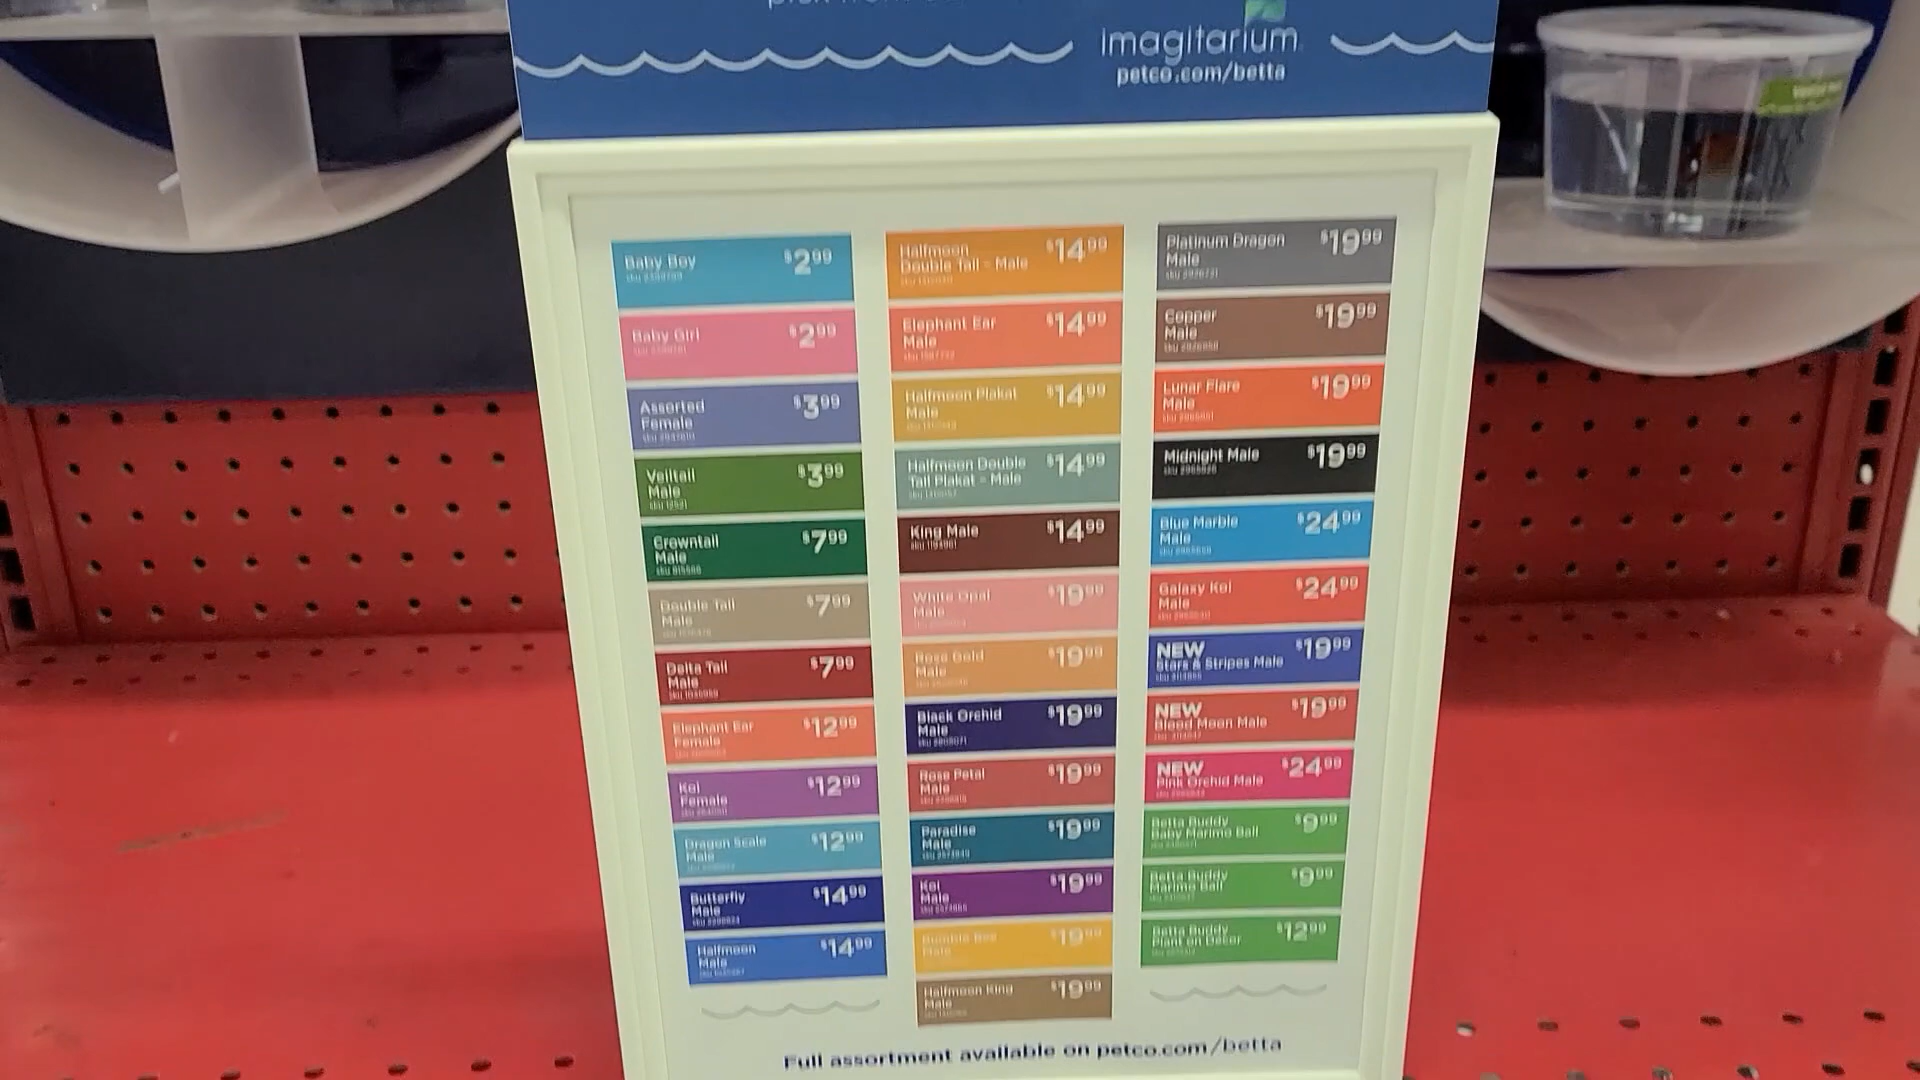 imagitarium
petco.com/betta
Baby Boy $2.99
Baby Girl $2.99
Assorted
Female $3.99
Veiltail
Male $3.99
Crowntail
Male $7.99
Double Tail
Male $7.99
Delta Tail
Male $7.99
Elephant Ear
Female $12.99
Koi
Female $12.99
Dragon Scale
Male $12.99
Butterfly
Male $14.99
Halfmoon
Male $14.99
Halfmoon
Double Tail - Male $14.99
Elephant Ear
Male $14.99
Halfmoon Plakat
Male $14.99
Halfmoon Double
Tail Plakat - Male $14.99
King Male $14.99
White Opal
Male $19.99
Rose Gold
Male $19.99
Black Orchid
Male $19.99
Rose Petal
Male $19.99
Paradise
Male $19.99
Koi
Male $19.99
Bumble Bee
Male $19.99
Halfmoon King
Male $19.99
Platinum Dragon
Male $19.99
Copper
Male $19.99
Lunar Flare
Male $19.99
Midnight Male $19.99
Blue Marble
Male $24.99
Galaxy Koi
Male $24.99
NEW
Stars & Stripes Male $19.99
NEW
Blood Moon Male $19.99
NEW
Pink Orchid Male $24.99
Betta Buddy
Baby Marimo Ball $9.99
Betta Buddy
Marimo Ball $9.99
Betta Buddy
Plant on Decor $12.99
Full assortment available on petco.com/betta